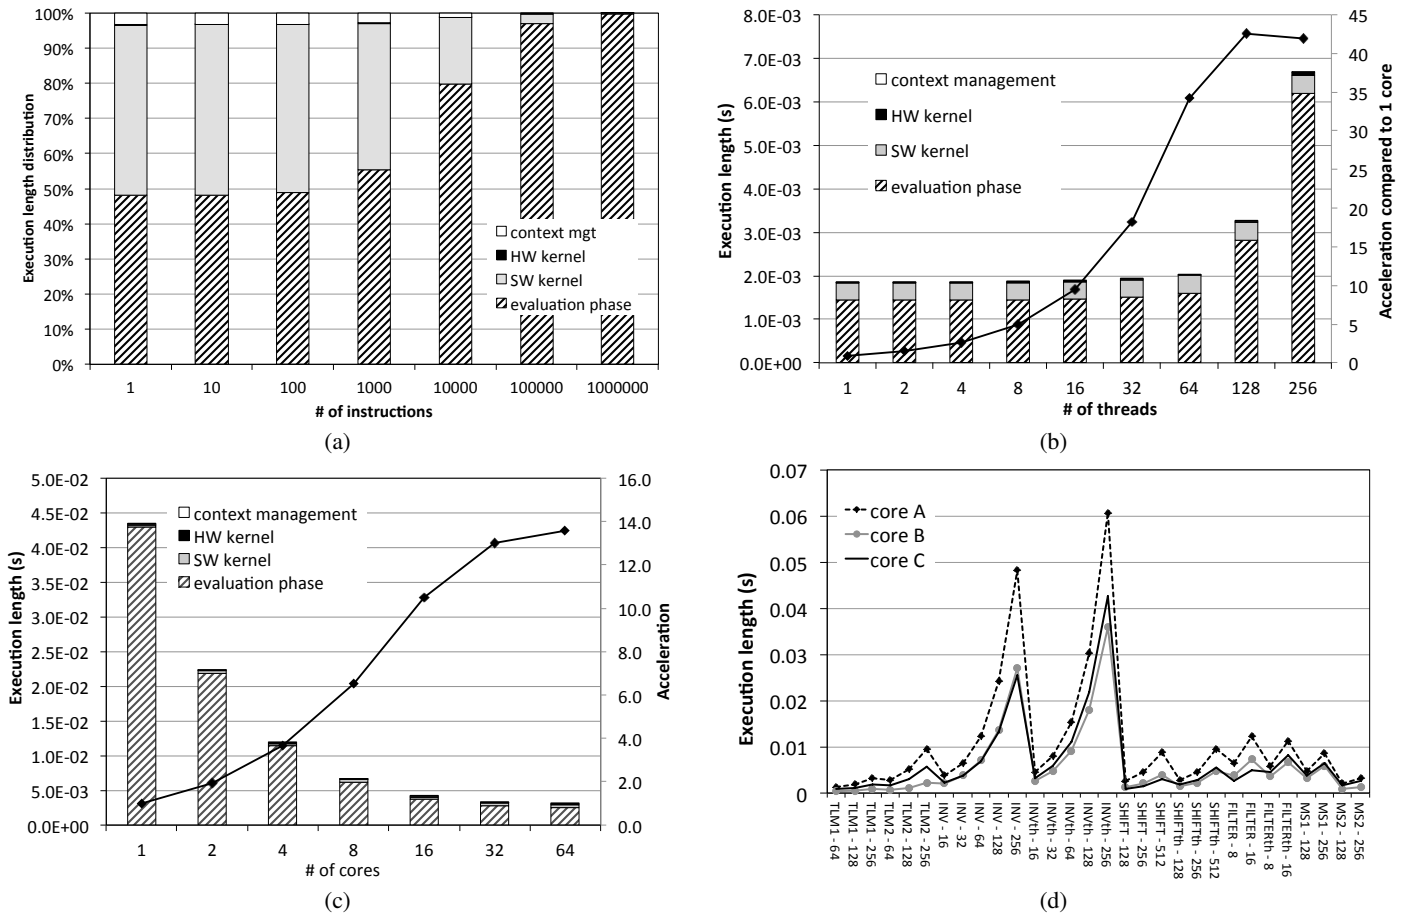 100%
90%
80%
70%
60%
50%
40%
30%
20%
10%
0%
Execution length distribution
context mgt
HW kernel
SW kernel
evaluation phase
1 10 100 1000 10000 100000 1000000
# of instructions
(a)
8.0E-03
7.0E-03
6.0E-03
5.0E-03
4.0E-03
3.0E-03
2.0E-03
1.0E-03
0.0E+00
Execution length (s)
context management
HW kernel
SW kernel
evaluation phase
45
40
35
30
25
20
15
10
5
0
Acceleration compared to 1 core
1 2 4 8 16 32 64 128 256
# of threads
(b)
5.0E-02
4.5E-02
4.0E-02
3.5E-02
3.0E-02
2.5E-02
2.0E-02
1.5E-02
1.0E-02
5.0E-03
0.0E+00
Execution length (s)
context management
HW kernel
SW kernel
evaluation phase
16.0
14.0
12.0
10.0
8.0
6.0
4.0
2.0
0.0
Acceleration
1 2 4 8 16 32 64
# of cores
(c)
0.07
0.06
0.05
0.04
0.03
0.02
0.01
0
Execution length (s)
core A
core B
core C
TLM1 - 64
TLM1 - 128
TLM1 - 256
TLM2 - 64
TLM2 - 128
TLM2 - 256
INV - 16
INV - 32
INV - 64
INV - 128
INV - 256
INVth - 16
INVth - 32
INVth - 64
INVth - 128
INVth - 256
SHIFT - 128
SHIFT - 256
SHIFT - 512
SHIFTth - 128
SHIFTth - 256
SHIFTth - 512
FILTER - 8
FILTER - 16
FILTERth - 8
FILTERth - 16
MS1 - 128
MS1 - 256
MS2 - 128
MS2 - 256
(d)